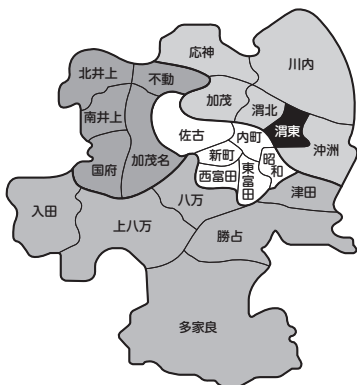 応神
川内
北井上
不動
加茂
渭北
南井上
渭東
佐古
内町
沖洲
新町
昭和
国府
加茂名
西富田
東富田
津田
八万
入田
上八万
勝占
多家良